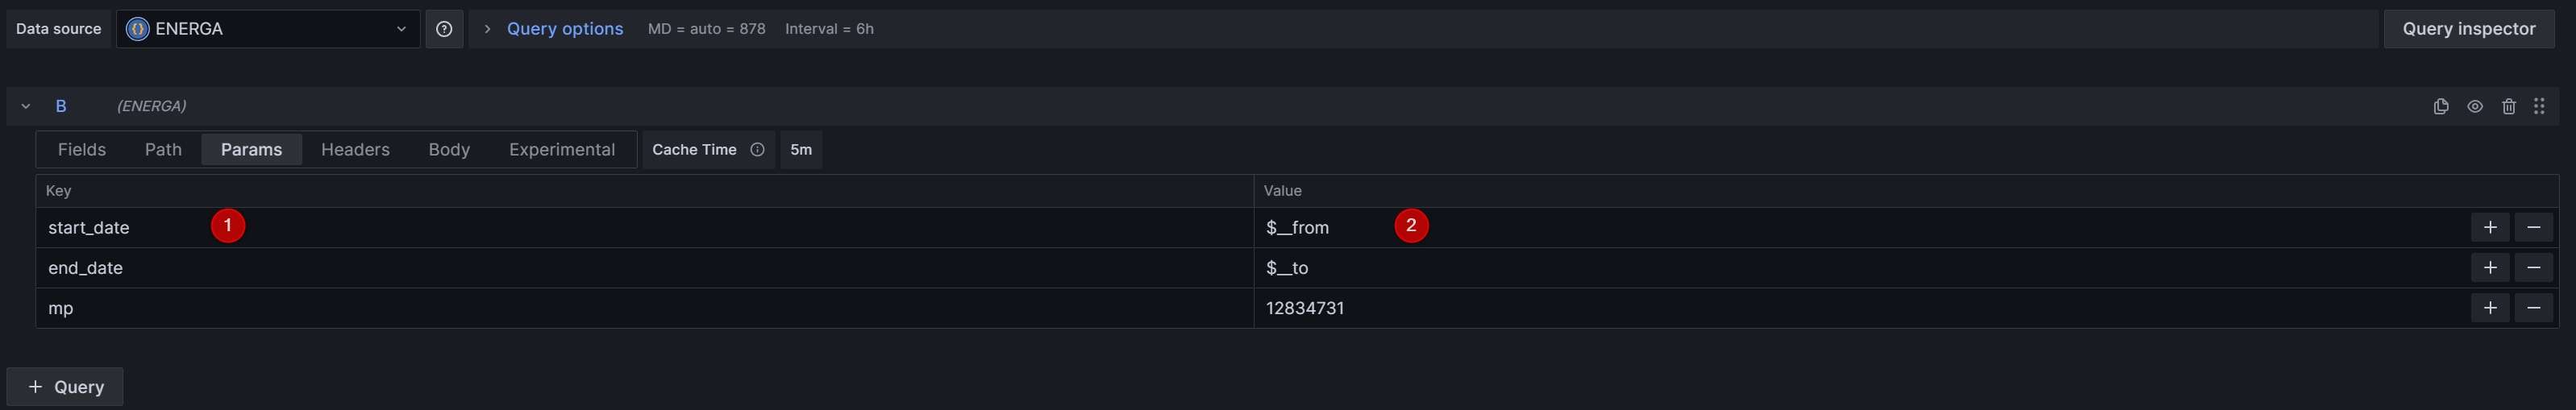 Data source ENERGA Query options MD = auto = 878 Interval = 6h Query inspector
B (ENERGA)
Fields Path Params Headers Body Experimental Cache Time 5m
Key Value
start_date 1 $__from 2
end_date $__to
mp 12834731
+ Query